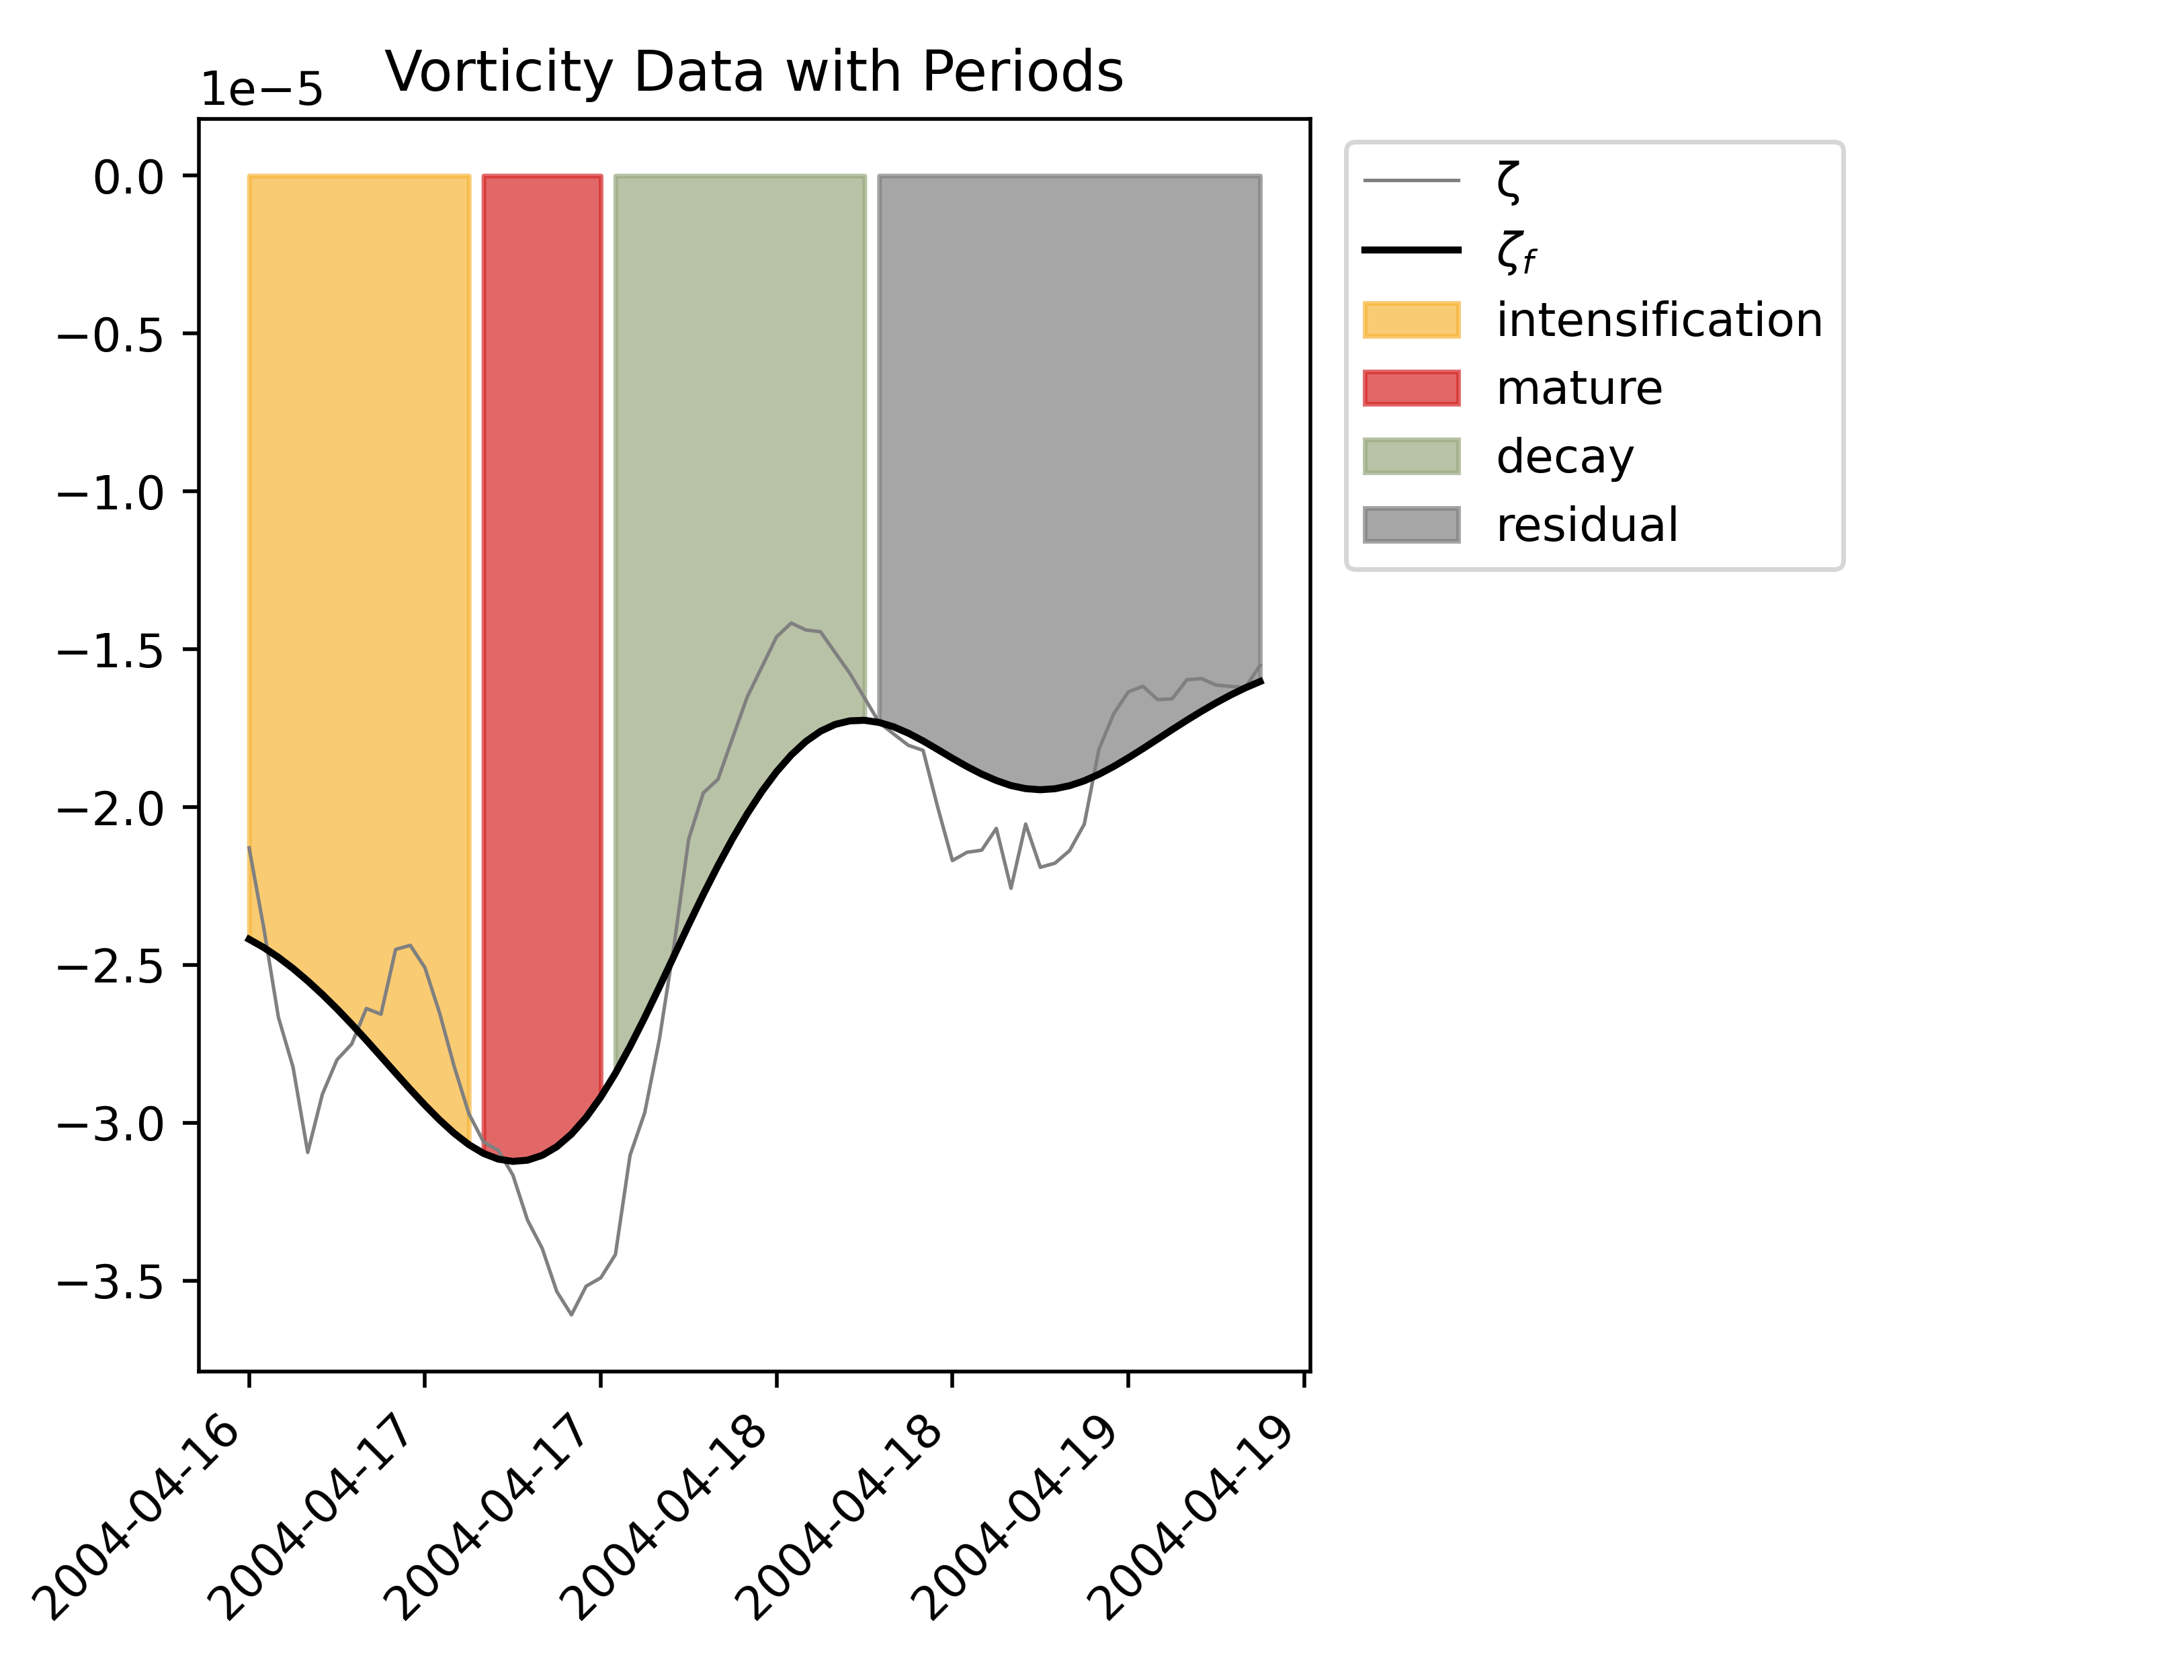 Vorticity Data with Periods
1e−5
0.0
−0.5
−1.0
−1.5
−2.0
−2.5
−3.0
−3.5
2004-04-16
2004-04-17
2004-04-17
2004-04-18
2004-04-18
2004-04-19
2004-04-19
ζ
ζf
intensification
mature
decay
residual